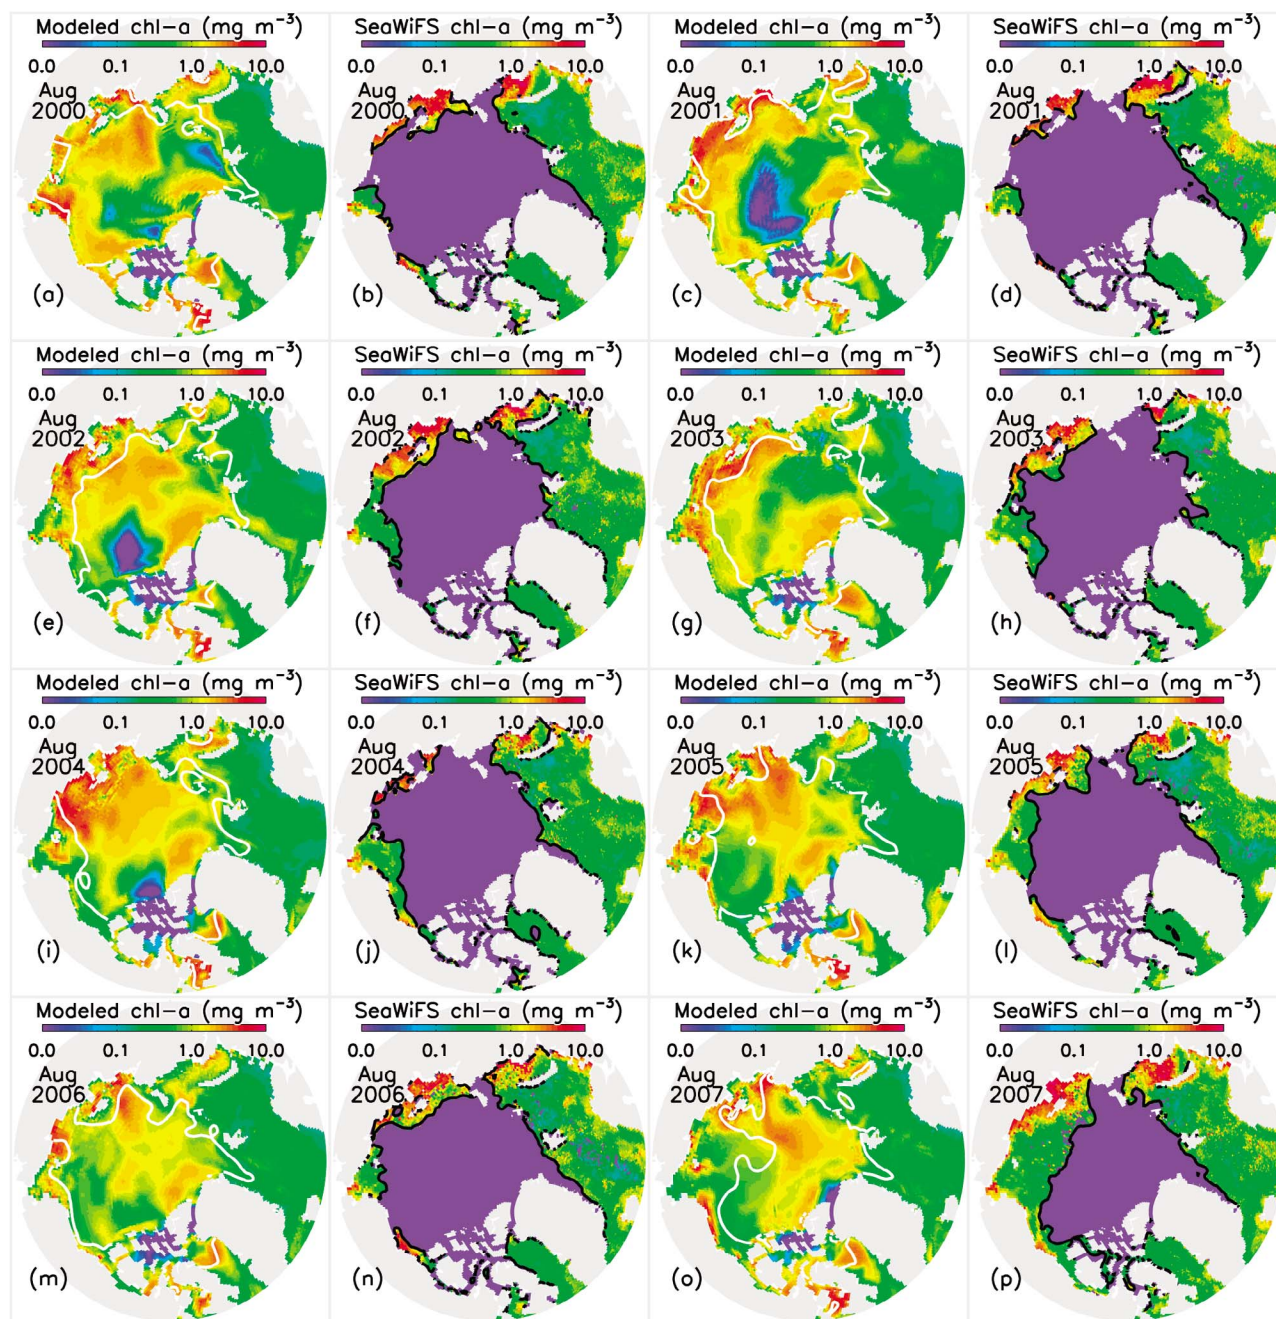 Modeled chl-a (mg m⁻³)
0.0 0.1 1.0 10.0
Aug
2000
(a)
SeaWiFS chl-a (mg m⁻³)
0.0 0.1 1.0 10.0
Aug
2000
(b)
Modeled chl-a (mg m⁻³)
0.0 0.1 1.0 10.0
Aug
2001
(c)
SeaWiFS chl-a (mg m⁻³)
0.0 0.1 1.0 10.0
Aug
2001
(d)
Modeled chl-a (mg m⁻³)
0.0 0.1 1.0 10.0
Aug
2002
(e)
SeaWiFS chl-a (mg m⁻³)
0.0 0.1 1.0 10.0
Aug
2002
(f)
Modeled chl-a (mg m⁻³)
0.0 0.1 1.0 10.0
Aug
2003
(g)
SeaWiFS chl-a (mg m⁻³)
0.0 0.1 1.0 10.0
Aug
2003
(h)
Modeled chl-a (mg m⁻³)
0.0 0.1 1.0 10.0
Aug
2004
(i)
SeaWiFS chl-a (mg m⁻³)
0.0 0.1 1.0 10.0
Aug
2004
(j)
Modeled chl-a (mg m⁻³)
0.0 0.1 1.0 10.0
Aug
2005
(k)
SeaWiFS chl-a (mg m⁻³)
0.0 0.1 1.0 10.0
Aug
2005
(l)
Modeled chl-a (mg m⁻³)
0.0 0.1 1.0 10.0
Aug
2006
(m)
SeaWiFS chl-a (mg m⁻³)
0.0 0.1 1.0 10.0
Aug
2006
(n)
Modeled chl-a (mg m⁻³)
0.0 0.1 1.0 10.0
Aug
2007
(o)
SeaWiFS chl-a (mg m⁻³)
0.0 0.1 1.0 10.0
Aug
2007
(p)